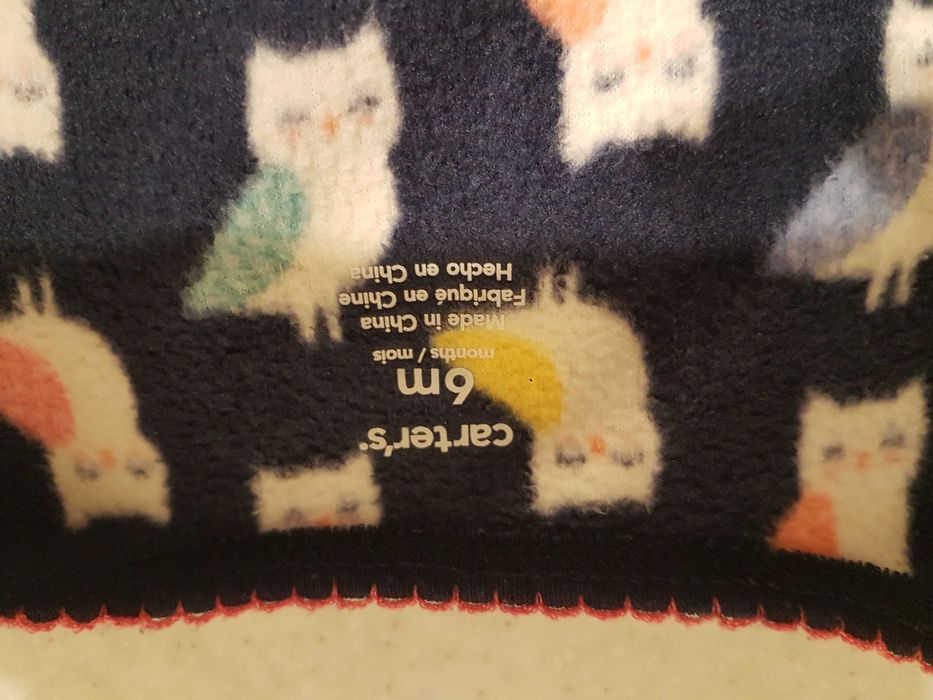 carter's
6m
months / mois
Made in China
Fabriqué en Chine
Hecho en China